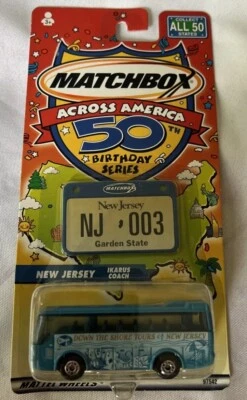 3+
COLLECT
ALL 50
STATES
MATCHBOX
ACROSS AMERICA
50TH
BIRTHDAY
SERIES
MATCHBOX
New Jersey
NJ 003
Garden State
NEW JERSEY
IKARUS
COACH
DOWN THE SHORE TOURS OF NEW JERSEY
MATTEL WHEELS